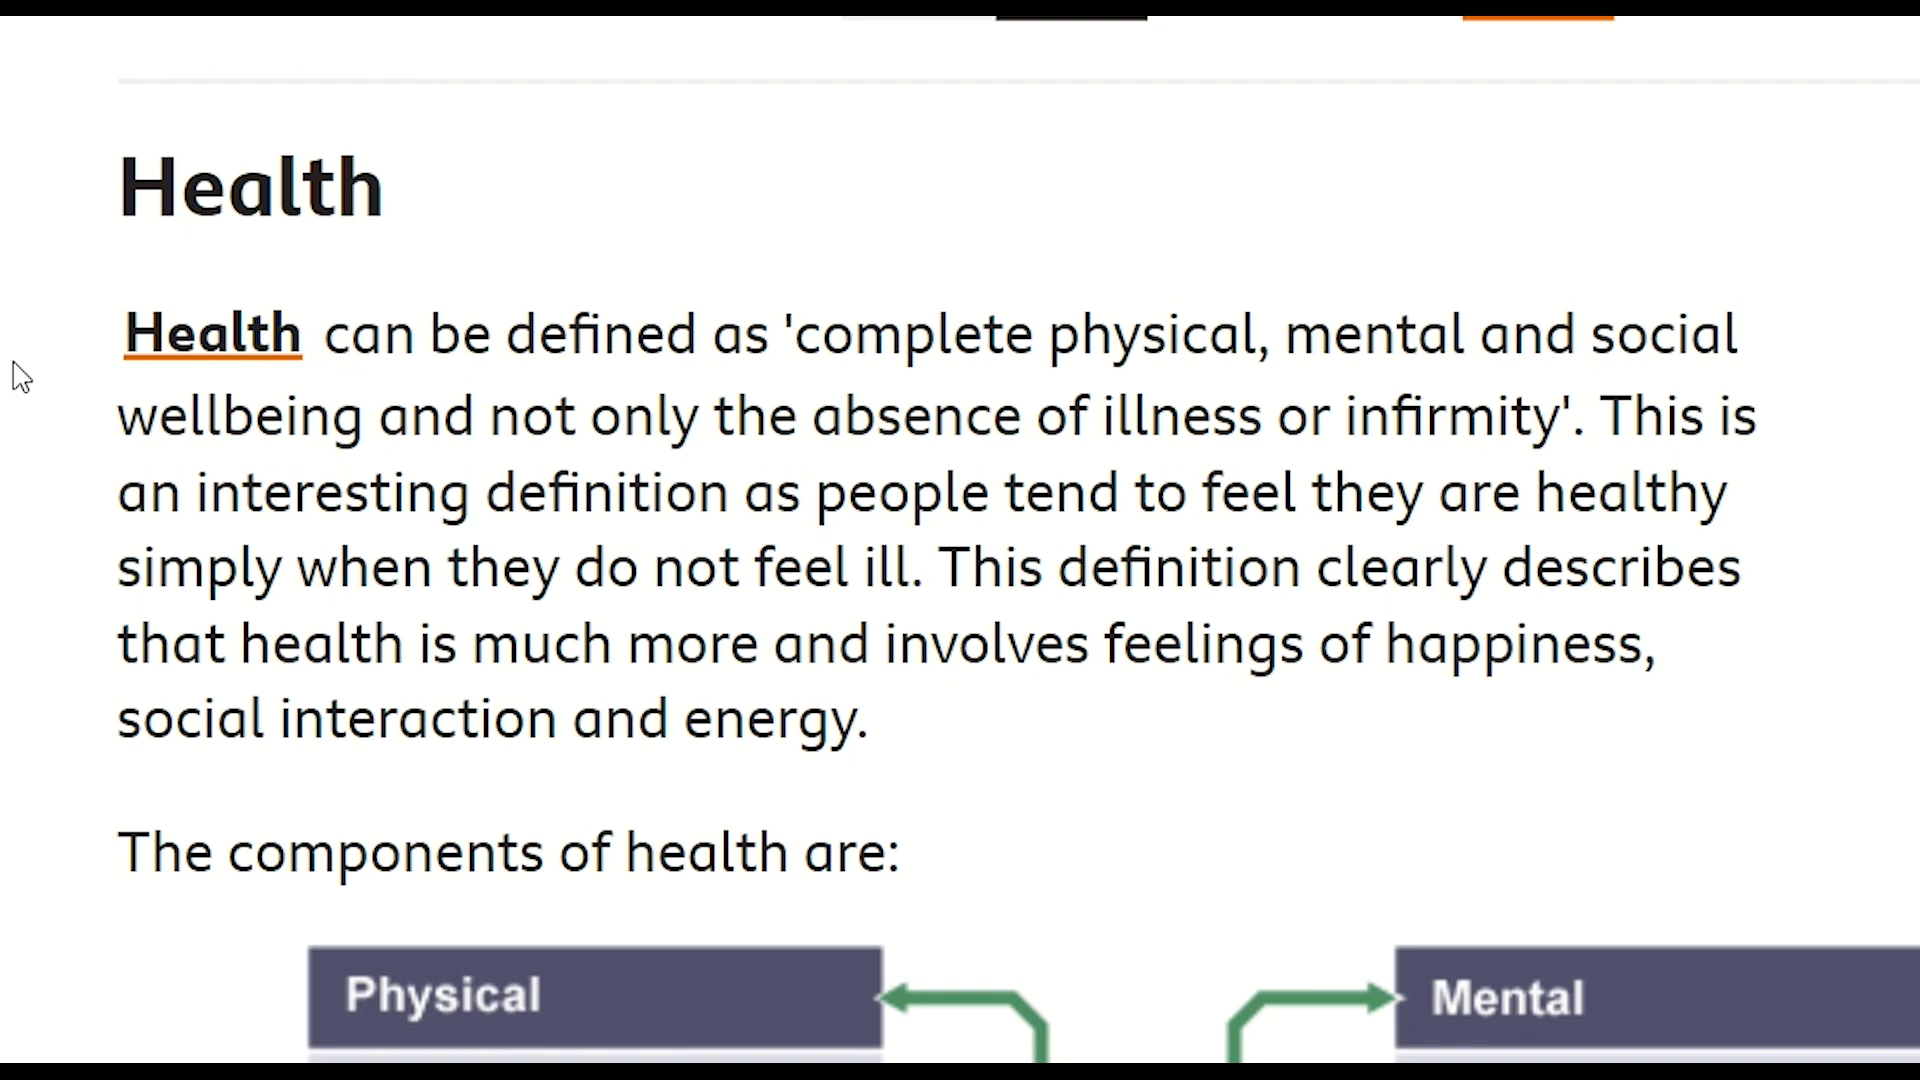 Health
Health can be defined as 'complete physical, mental and social
wellbeing and not only the absence of illness or infirmity'. This is
an interesting definition as people tend to feel they are healthy
simply when they do not feel ill. This definition clearly describes
that health is much more and involves feelings of happiness,
social interaction and energy.
The components of health are:
Physical
Mental